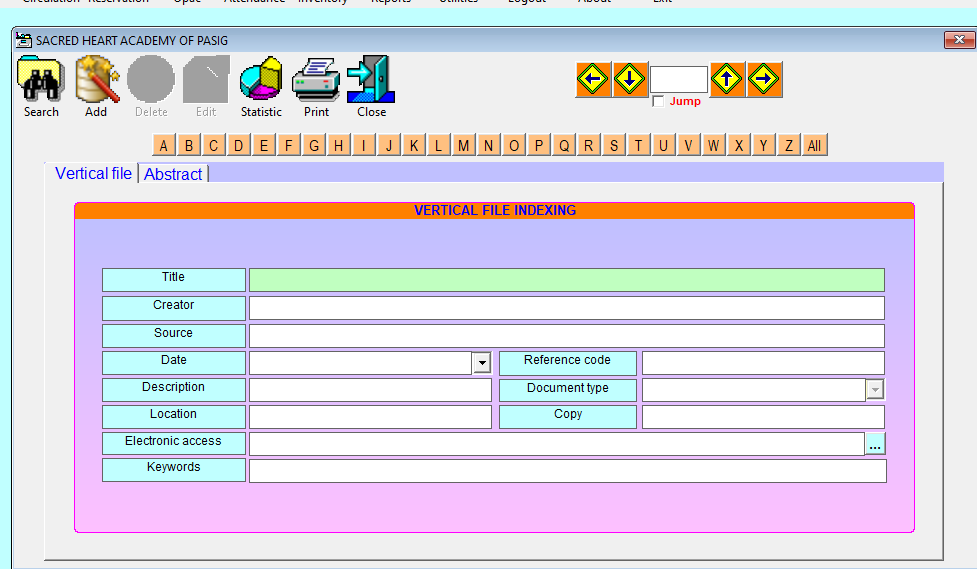 Circulation Reservation Opac Attendance Inventory Reports Utilities Logout About Exit
SACRED HEART ACADEMY OF PASIG
Search Add Delete Edit Statistic Print Close
Jump
A B C D E F G H I J K L M N O P Q R S T U V W X Y Z All
Vertical file Abstract
VERTICAL FILE INDEXING
Title
Creator
Source
Date Reference code
Description Document type
Location Copy
Electronic access ...
Keywords